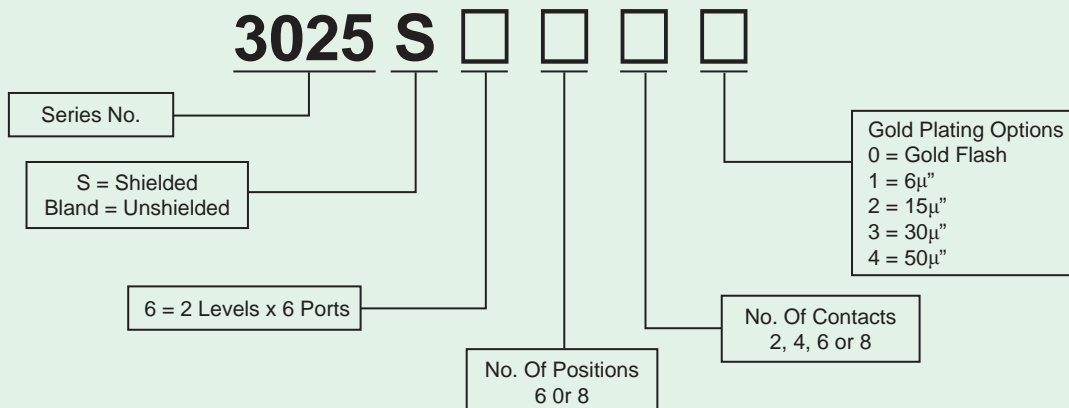 3025 S □ □ □ □
Series No.
S = Shielded
Bland = Unshielded
6 = 2 Levels x 6 Ports
No. Of Positions
6 0r 8
No. Of Contacts
2, 4, 6 or 8
Gold Plating Options
0 = Gold Flash
1 = 6μ”
2 = 15μ”
3 = 30μ”
4 = 50μ”